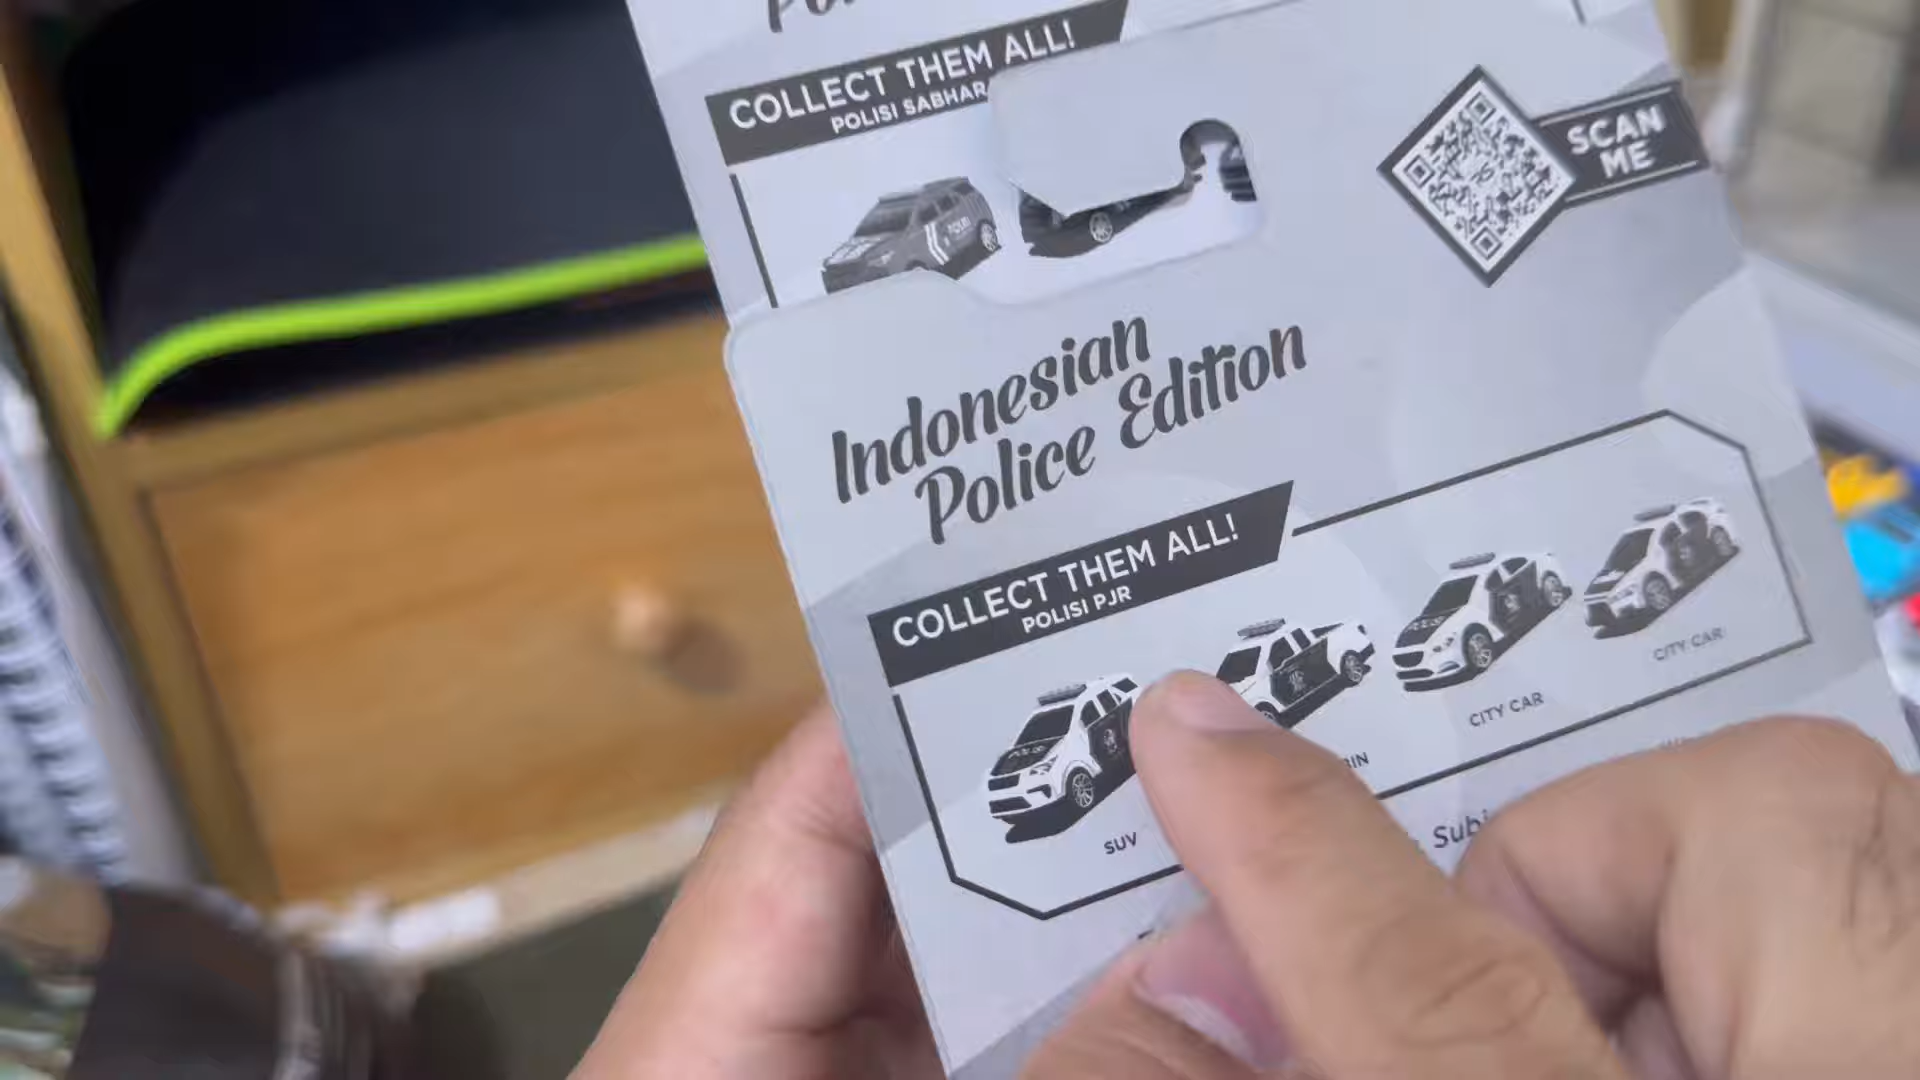 COLLECT THEM ALL!
POLISI SABHAR
POLISI
SCAN
ME
Indonesian
Police Edition
COLLECT THEM ALL!
POLISI PJR
SUV
CITY CAR
CITY CAR